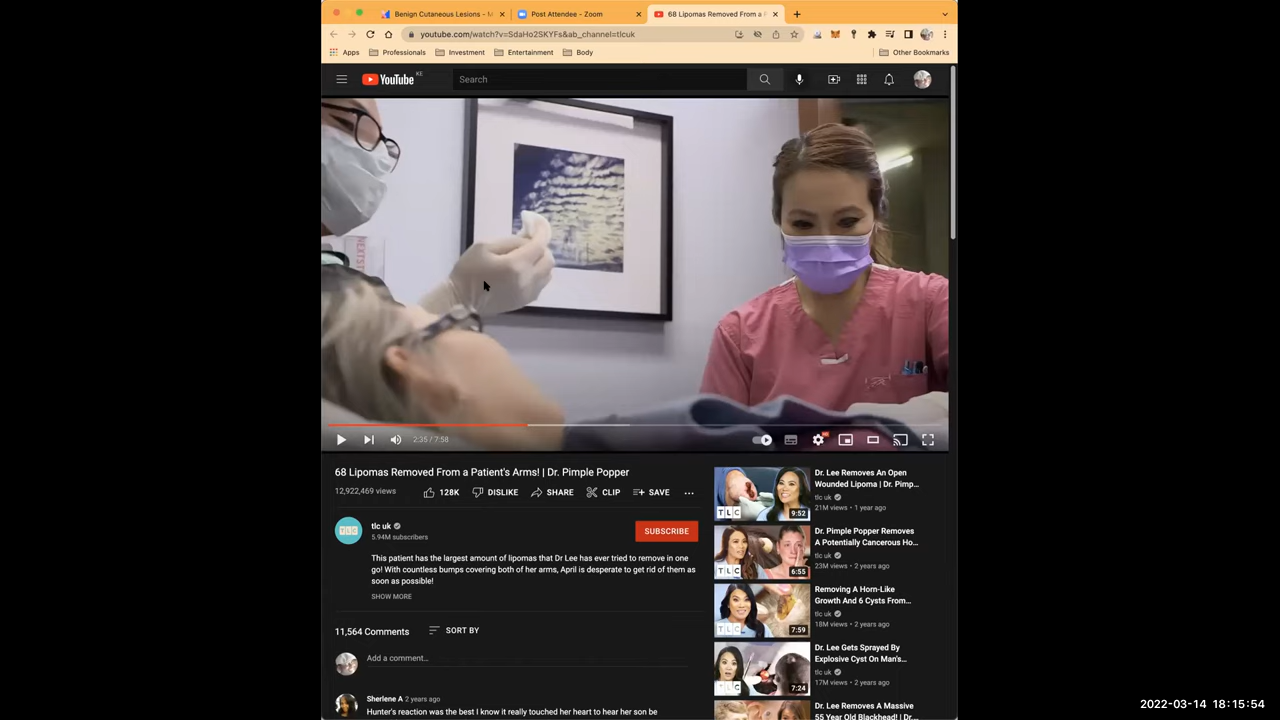 Benign Cutaneous Lesions - M
Post Attendee - Zoom
68 Lipomas Removed From a P
youtube.com/watch?v=SdaHo2SKYFs&ab_channel=tlcuk
Apps
Professionals
Investment
Entertainment
Body
Other Bookmarks
YouTube KE
Search
2:35 / 7:58
68 Lipomas Removed From a Patient's Arms! | Dr. Pimple Popper
12,922,469 views
128K
DISLIKE
SHARE
CLIP
SAVE
TLC
tlc uk
5.94M subscribers
SUBSCRIBE
This patient has the largest amount of lipomas that Dr Lee has ever tried to remove in one
go! With countless bumps covering both of her arms, April is desperate to get rid of them as
soon as possible!
SHOW MORE
11,564 Comments
SORT BY
Add a comment...
Sherlene A 2 years ago
Hunter's reaction was the best I know it really touched her heart to hear her son be
TLC
9:52
Dr. Lee Removes An Open
Wounded Lipoma | Dr. Pimp...
tlc uk
21M views • 1 year ago
TLC
6:55
Dr. Pimple Popper Removes
A Potentially Cancerous Ho...
tlc uk
23M views • 2 years ago
TLC
7:59
Removing A Horn-Like
Growth And 6 Cysts From...
tlc uk
18M views • 2 years ago
TLC
7:24
Dr. Lee Gets Sprayed By
Explosive Cyst On Man's...
tlc uk
17M views • 2 years ago
Dr. Lee Removes A Massive
55 Year Old Blackhead! | Dr...
2022-03-14 18:15:54